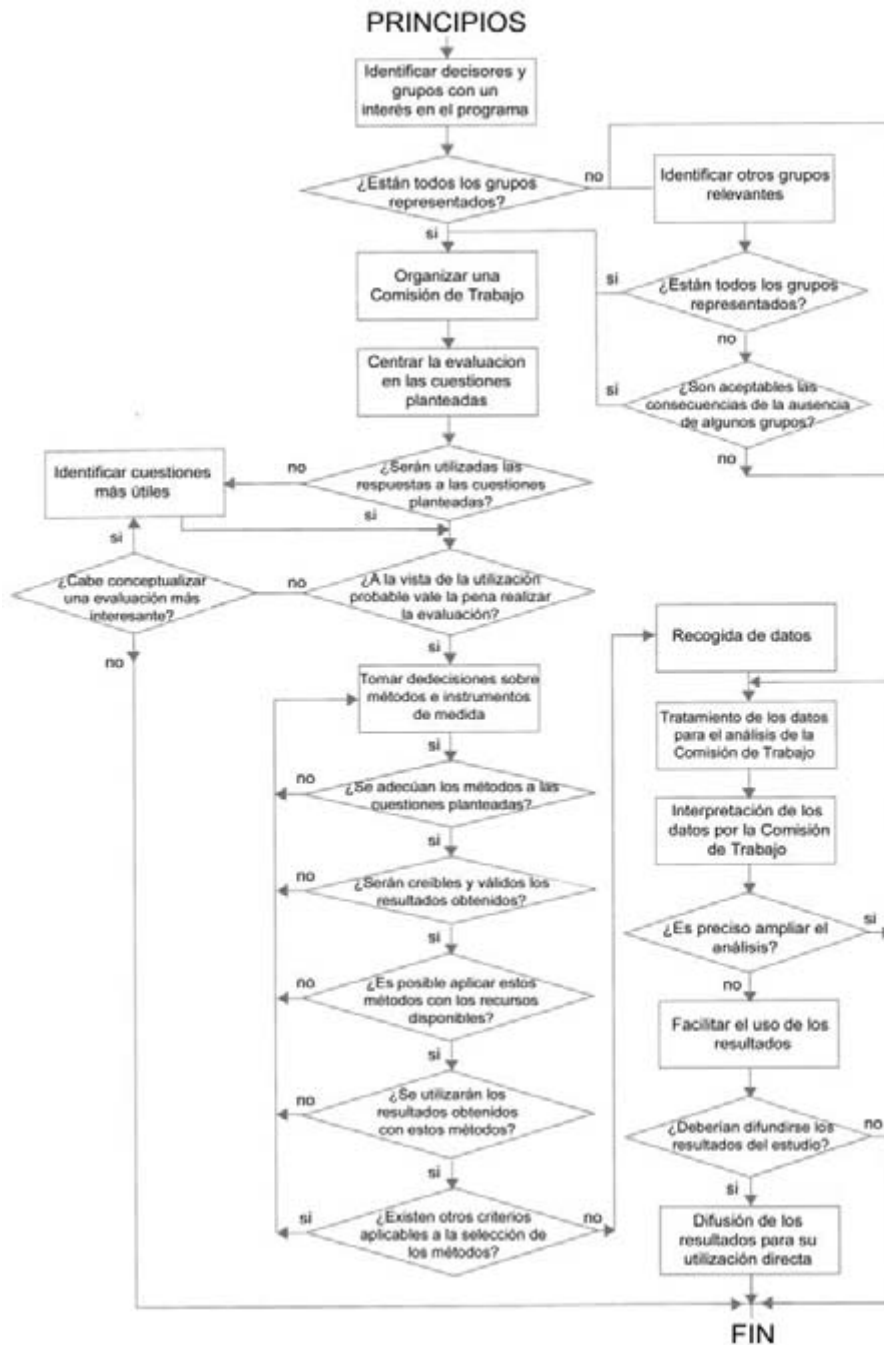 PRINCIPIOS
Identificar decisores y
grupos con un
interés en el programa
¿Están todos los grupos
representados?
no
si
Identificar otros grupos
relevantes
¿Están todos los grupos
representados?
si
no
¿Son aceptables las
consecuencias de la ausencia
de algunos grupos?
si
no
Organizar una
Comisión de Trabajo
Centrar la evaluacion
en las cuestiones
planteadas
¿Serán utilizadas las
respuestas a las cuestiones
planteadas?
no
si
Identificar cuestiones
más útiles
si
¿Cabe conceptualizar
una evaluación más
interesante?
no
no
¿A la vista de la utilización
probable vale la pena realizar
la evaluación?
si
Tomar dedecisiones sobre
métodos e instrumentos
de medida
si
¿Se adecúan los métodos a las
cuestiones planteadas?
no
si
¿Serán creíbles y válidos los
resultados obtenidos?
no
si
¿Es posible aplicar estos
métodos con los recursos
disponibles?
no
si
¿Se utilizarán los
resultados obtenidos
con estos métodos?
no
si
¿Existen otros criterios
aplicables a la selección de
los métodos?
si
no
Recogida de datos
Tratamiento de los datos
para el análisis de la
Comisión de Trabajo
Interpretación de los
datos por la Comisión
de Trabajo
¿Es preciso ampliar el
análisis?
si
no
Facilitar el uso de los
resultados
¿Deberían difundirse los
resultados del estudio?
no
si
Difusión de los
resultados para su
utilización directa
FIN